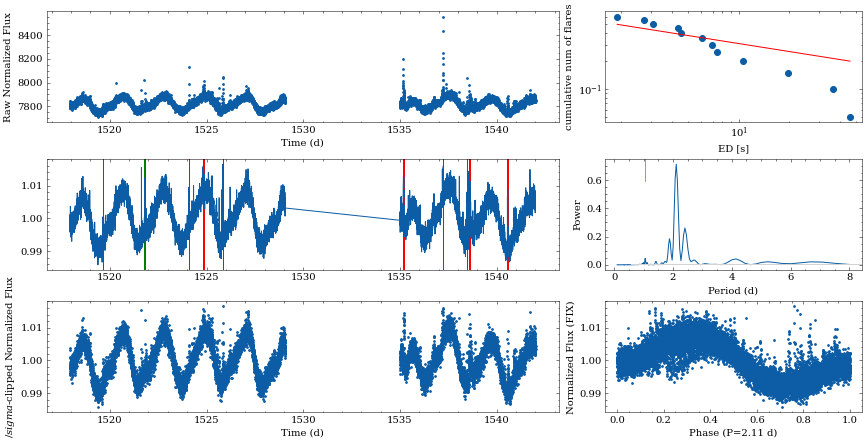 Raw Normalized Flux
8400
8200
8000
7800
1520 1525 1530 1535 1540
Time (d)
cumulative num of flares
10⁻¹
10¹
ED [s]
1.01
1.00
0.99
1520 1525 1530 1535 1540
Power
0.6
0.4
0.2
0.0
0 2 4 6 8
Period (d)
/sigma-clipped Normalized Flux
1.01
1.00
0.99
1520 1525 1530 1535 1540
Time (d)
Normalized Flux (FIX)
1.01
1.00
0.99
0.0 0.2 0.4 0.6 0.8 1.0
Phase (P=2.11 d)